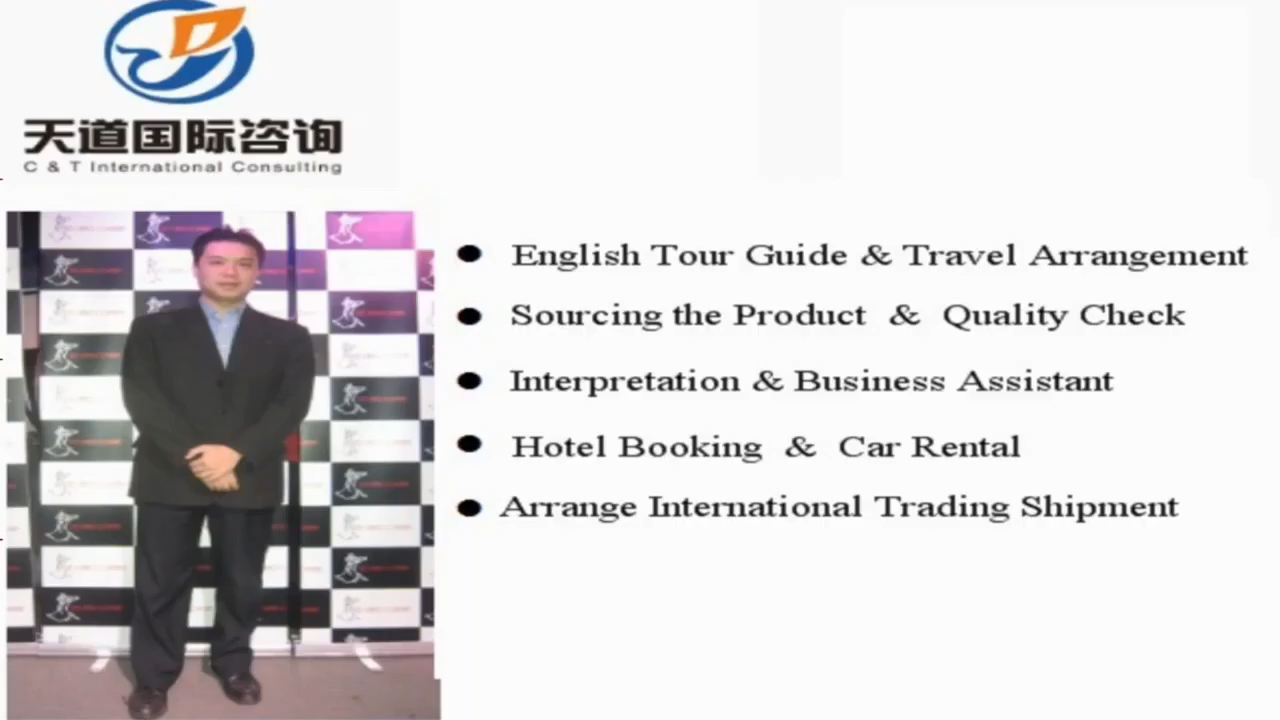 天道国际咨询
C & T International Consulting
English Tour Guide & Travel Arrangement
Sourcing the Product & Quality Check
Interpretation & Business Assistant
Hotel Booking & Car Rental
Arrange International Trading Shipment